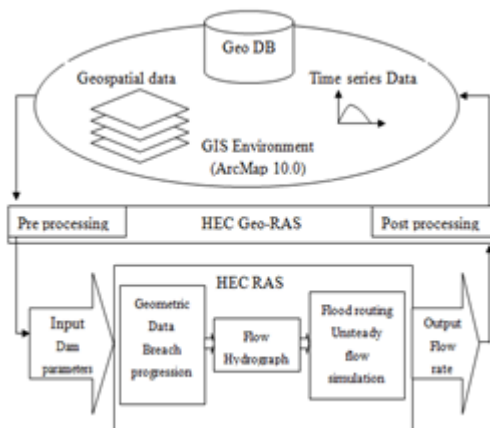 Geo DB
Geospatial data
Time series Data
GIS Environment
(ArcMap 10.0)
Pre processing
HEC Geo-RAS
Post processing
HEC RAS
Input
Dam
parameters
Geometric
Data
Breach
progression
Flow
Hydrograph
Flood routing
Unsteady
flow
simulation
Output
Flow
rate